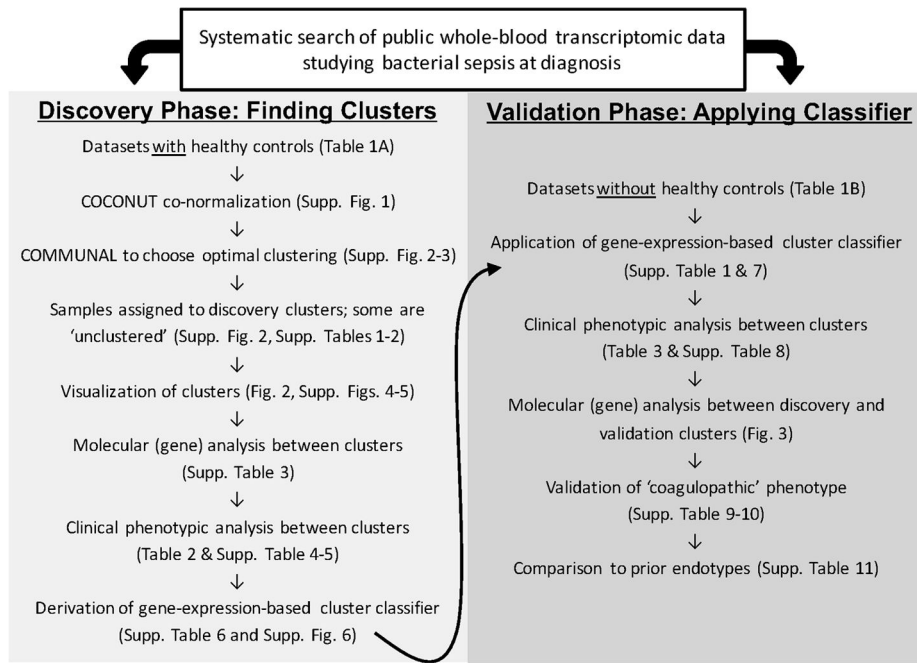 Systematic search of public whole-blood transcriptomic data
studying bacterial sepsis at diagnosis
Discovery Phase: Finding Clusters
Datasets with healthy controls (Table 1A)
↓
COCONUT co-normalization (Supp. Fig. 1)
↓
COMMUNAL to choose optimal clustering (Supp. Fig. 2-3)
↓
Samples assigned to discovery clusters; some are
‘unclustered’ (Supp. Fig. 2, Supp. Tables 1-2)
↓
Visualization of clusters (Fig. 2, Supp. Figs. 4-5)
↓
Molecular (gene) analysis between clusters
(Supp. Table 3)
↓
Clinical phenotypic analysis between clusters
(Table 2 & Supp. Table 4-5)
↓
Derivation of gene-expression-based cluster classifier
(Supp. Table 6 and Supp. Fig. 6)
Validation Phase: Applying Classifier
Datasets without healthy controls (Table 1B)
↓
Application of gene-expression-based cluster classifier
(Supp. Table 1 & 7)
↓
Clinical phenotypic analysis between clusters
(Table 3 & Supp. Table 8)
↓
Molecular (gene) analysis between discovery and
validation clusters (Fig. 3)
↓
Validation of ‘coagulopathic’ phenotype
(Supp. Table 9-10)
↓
Comparison to prior endotypes (Supp. Table 11)